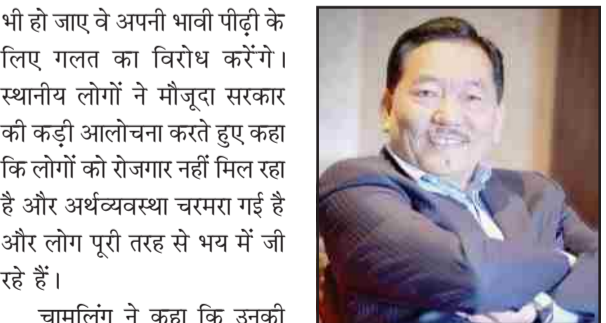 भी हो जाए वे अपनी भावी पीढ़ी के
लिए गलत का विरोध करेंगे।
स्थानीय लोगों ने मौजूदा सरकार
की कड़ी आलोचना करते हुए कहा
कि लोगों को रोजगार नहीं मिल रहा
है और अर्थव्यवस्था चरमरा गई है
और लोग पूरी तरह से भय में जी
रहे हैं।
चामलिंग ने कहा कि उनकी